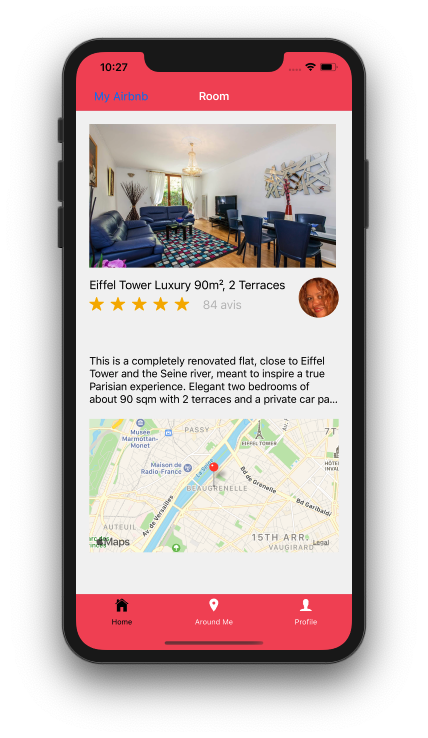 10:27
My Airbnb
Room
Eiffel Tower Luxury 90m², 2 Terraces
84 avis
This is a completely renovated flat, close to Eiffel
Tower and the Seine river, meant to inspire a true
Parisian experience. Elegant two bedrooms of
about 90 sqm with 2 terraces and a private car pa...
PASSY
Musée
Marmottan-
Monet
EIFFEL TOWER
Maison de
Radio-France
BEAUGRENELLE
Bd de Grenelle
Bd Garibaldi
Av. de Versailles
AUTEUIL
15TH ARR.
VAUGIRARD
Maps
Legal
Home
Around Me
Profile